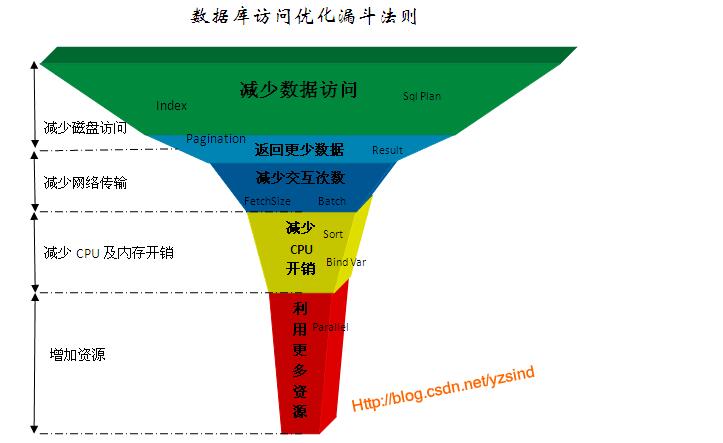 数据库访问优化漏斗法则
减少数据访问
Index
Sql Plan
减少磁盘访问
Pagination
返回更少数据
Result
减少网络传输
减少交互次数
FetchSize
Batch
减少
CPU
开销
Sort
Bind Var
减少 CPU 及内存开销
利
用
更
多
资
源
Parallel
增加资源
Http://blog.csdn.net/yzsind